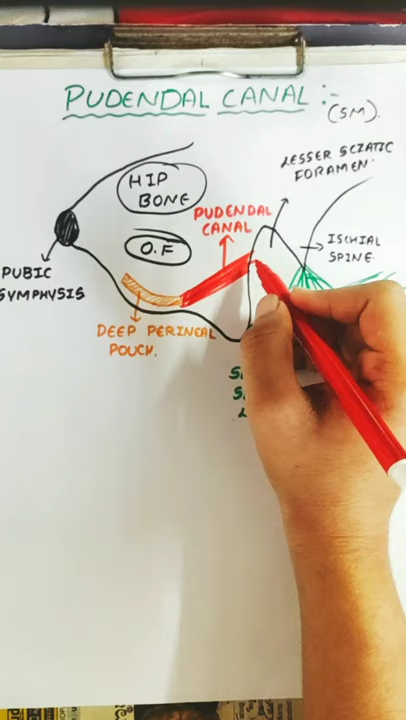 PUDENDAL CANAL :-
(5M).
LESSER SCIATIC
FORAMEN.
HIP
BONE
PUDENDAL
CANAL
O.F
ISCHIAL
SPINE.
PUBIC
SYMPHYSIS
DEEP PERINEAL
POUCH.